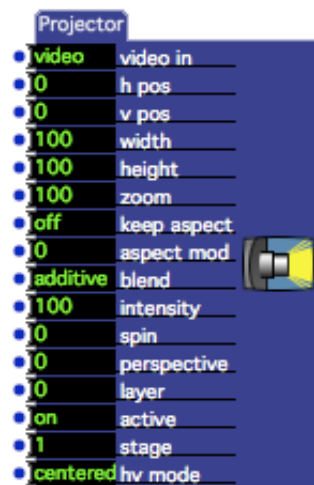 Projector
video video in
0 h pos
0 v pos
100 width
100 height
100 zoom
off keep aspect
0 aspect mod
additive blend
100 intensity
0 spin
0 perspective
0 layer
on active
1 stage
centered hv mode